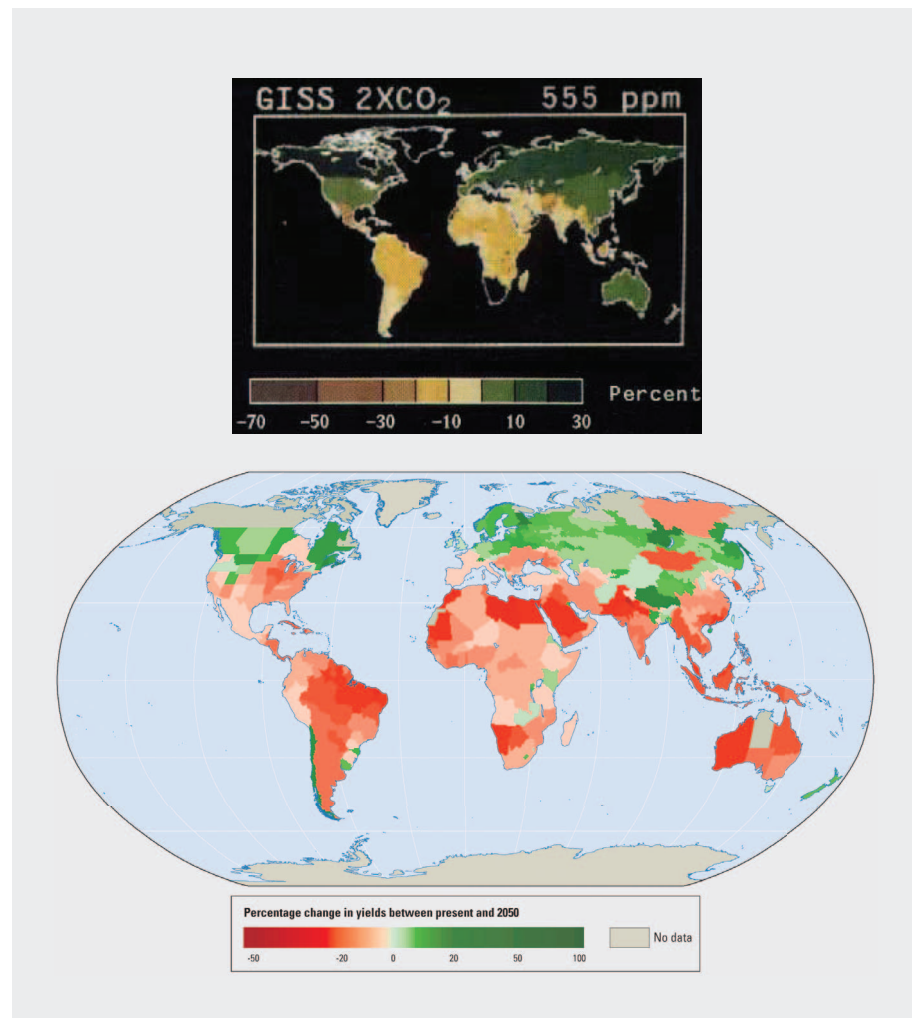 GISS 2XCO₂ 555 ppm
Percent
-70 -50 -30 -10 10 30
Percentage change in yields between present and 2050
No data
-50 -20 0 20 50 100